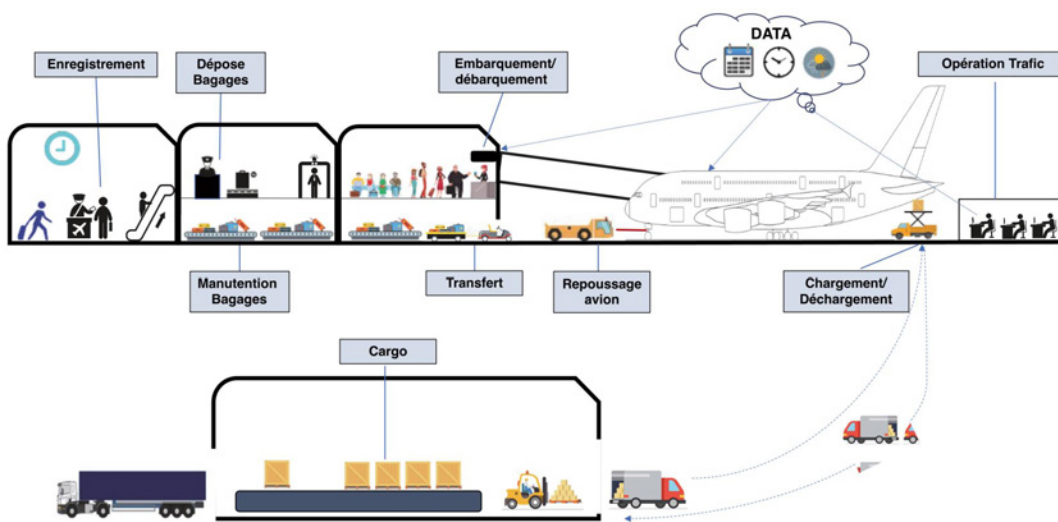 DATA
Enregistrement
Dépose
Bagages
Embarquement/
débarquement
Opération Trafic
Manutention
Bagages
Transfert
Repoussage
avion
Chargement/
Déchargement
Cargo